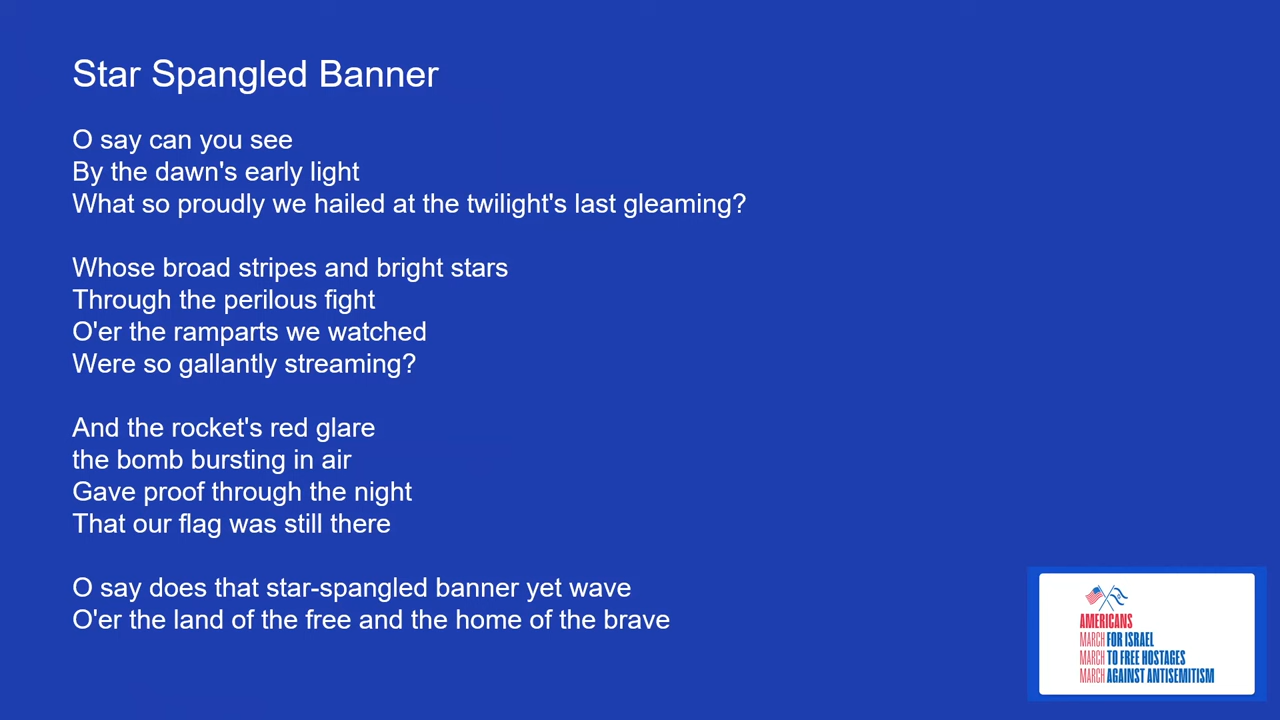 Star Spangled Banner
O say can you see
By the dawn's early light
What so proudly we hailed at the twilight's last gleaming?
Whose broad stripes and bright stars
Through the perilous fight
O'er the ramparts we watched
Were so gallantly streaming?
And the rocket's red glare
the bomb bursting in air
Gave proof through the night
That our flag was still there
O say does that star-spangled banner yet wave
O'er the land of the free and the home of the brave
AMERICANS
MARCH FOR ISRAEL
MARCH TO FREE HOSTAGES
MARCH AGAINST ANTISEMITISM